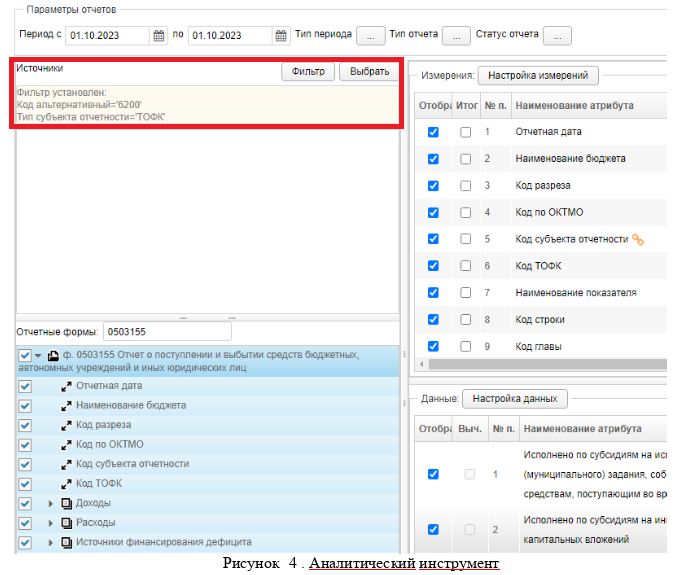 Параметры отчетов
Период с 01.10.2023 по 01.10.2023 Тип периода ... Тип отчета ... Статус отчета ...
Источники Фильтр Выбрать
Фильтр установлен:
Код альтернативный='6200'
Тип субъекта отчетности='ТОФК'
Отчетные формы: 0503155
ф. 0503155 Отчет о поступлении и выбытии средств бюджетных,
автономных учреждений и иных юридических лиц
Отчетная дата
Наименование бюджета
Код разреза
Код по ОКТМО
Код субъекта отчетности
Код ТОФК
Доходы
Расходы
Источники финансирования дефицита
Измерения: Настройка измерений
Отобра Итог № п. Наименование атрибута
1 Отчетная дата
2 Наименование бюджета
3 Код разреза
4 Код по ОКТМО
5 Код субъекта отчетности
6 Код ТОФК
7 Наименование показателя
8 Код строки
9 Код главы
Данные: Настройка данных
Отобра Выч. № п. Наименование атрибута
Исполнено по субсидиям на исп
1 (муниципального) задания, соб
средствам, поступающим во вр
2 Исполнено по субсидиям на ин
капитальных вложений
Рисунок 4 . Аналитический инструмент